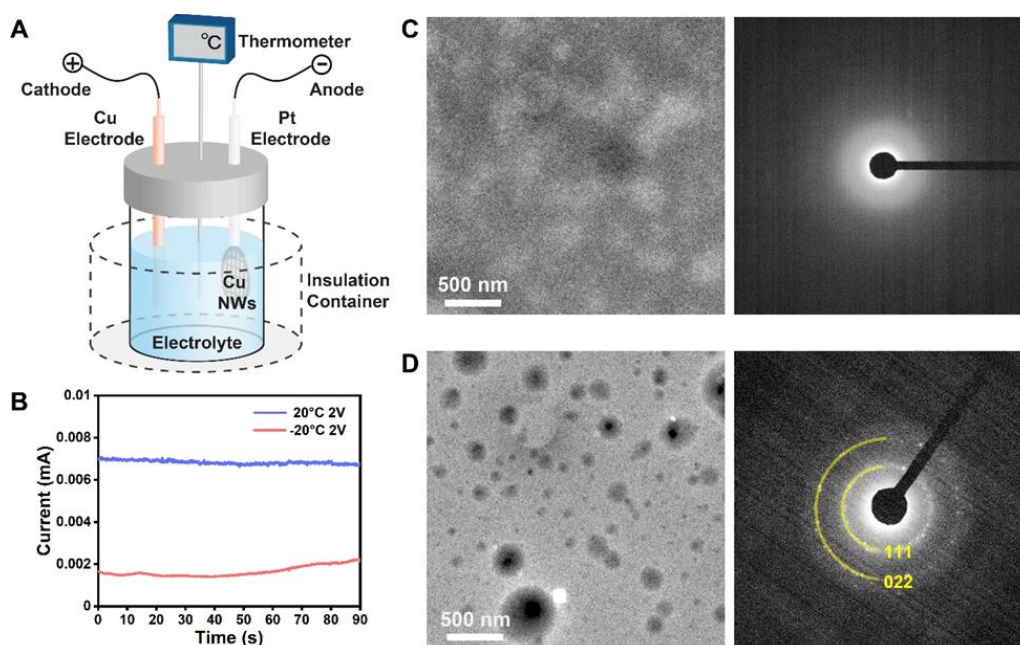 A
°C
Thermometer
+
−
Cathode
Anode
Cu
Electrode
Pt
Electrode
Cu
NWs
Insulation
Container
Electrolyte
B
0.01
0.008
0.006
0.004
0.002
0
Current (mA)
20°C 2V
-20°C 2V
0 10 20 30 40 50 60 70 80 90
Time (s)
C
500 nm
D
500 nm
111
022